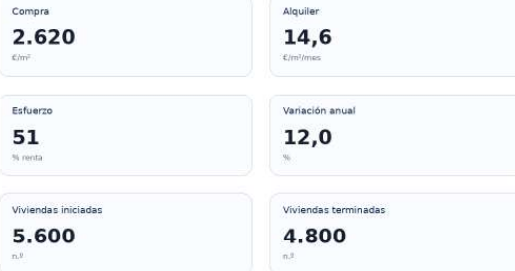 Compra
2.620
€/m²
Alquiler
14,6
€/m²/mes
Esfuerzo
51
% renta
Variación anual
12,0
%
Viviendas iniciadas
5.600
n.º
Viviendas terminadas
4.800
n.º